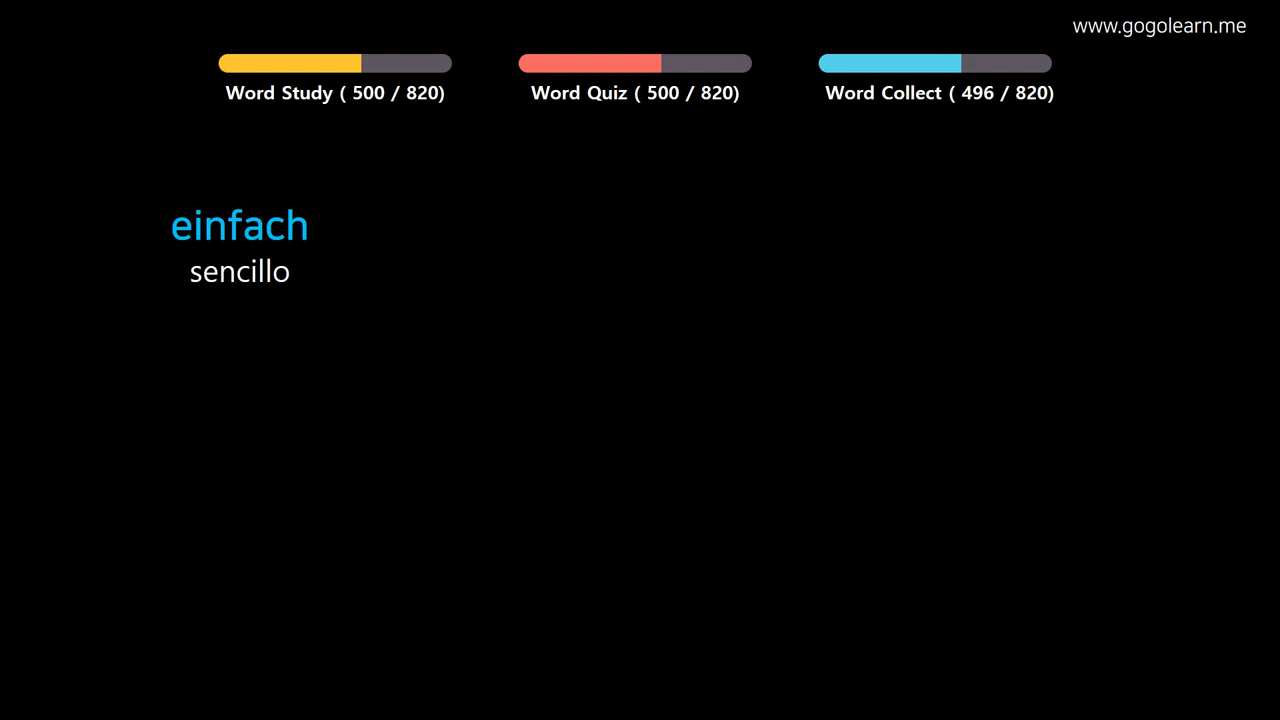 www.gogolearn.me
Word Study ( 500 / 820)
Word Quiz ( 500 / 820)
Word Collect ( 496 / 820)
einfach
sencillo